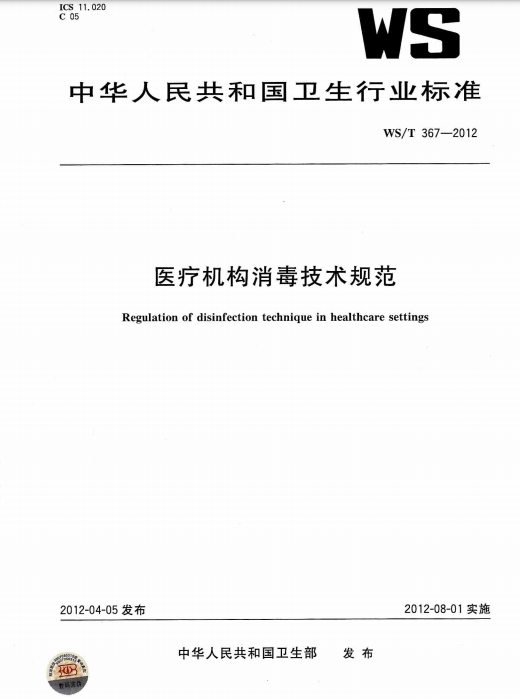 ICS 11.020
C 05
WS
中华人民共和国卫生行业标准
WS/T 367—2012
医疗机构消毒技术规范
Regulation of disinfection technique in healthcare settings
2012-04-05 发布
2012-08-01 实施
中华人民共和国卫生部 发布